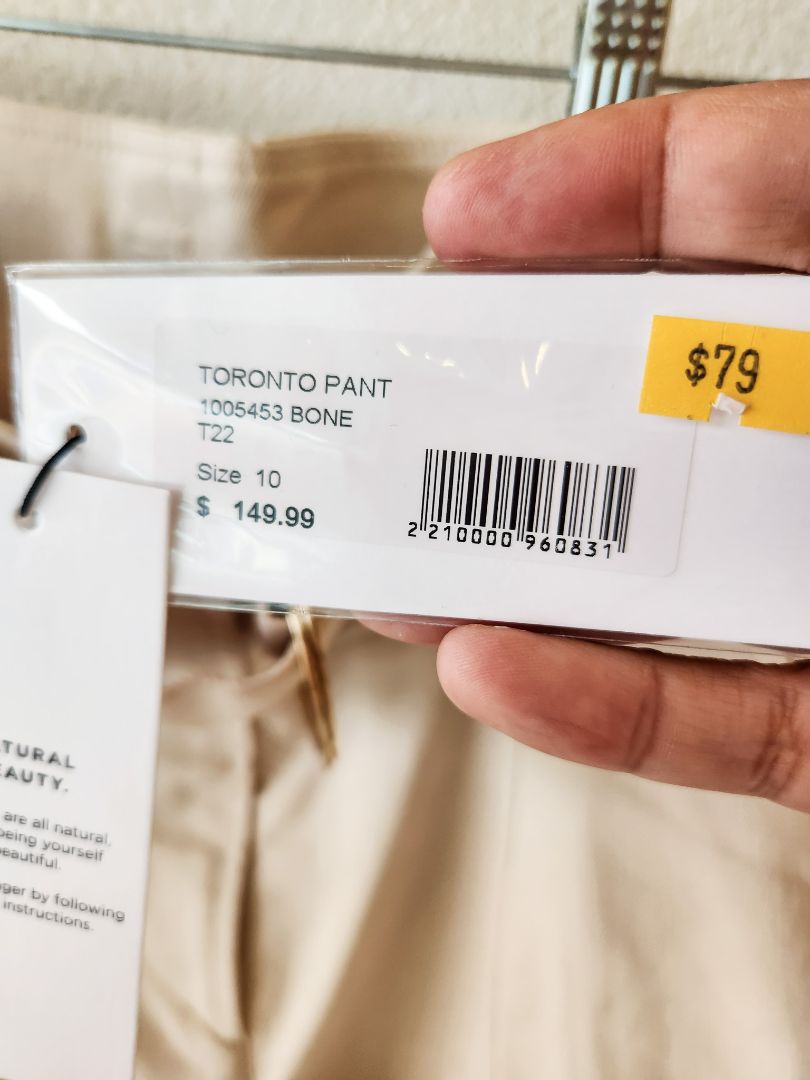 TORONTO PANT
1005453 BONE
T22
Size 10
$ 149.99
2 210000 960831
$79
TURAL
EAUTY.
are all natural,
being yourself
beautiful.
ger by following
instructions.